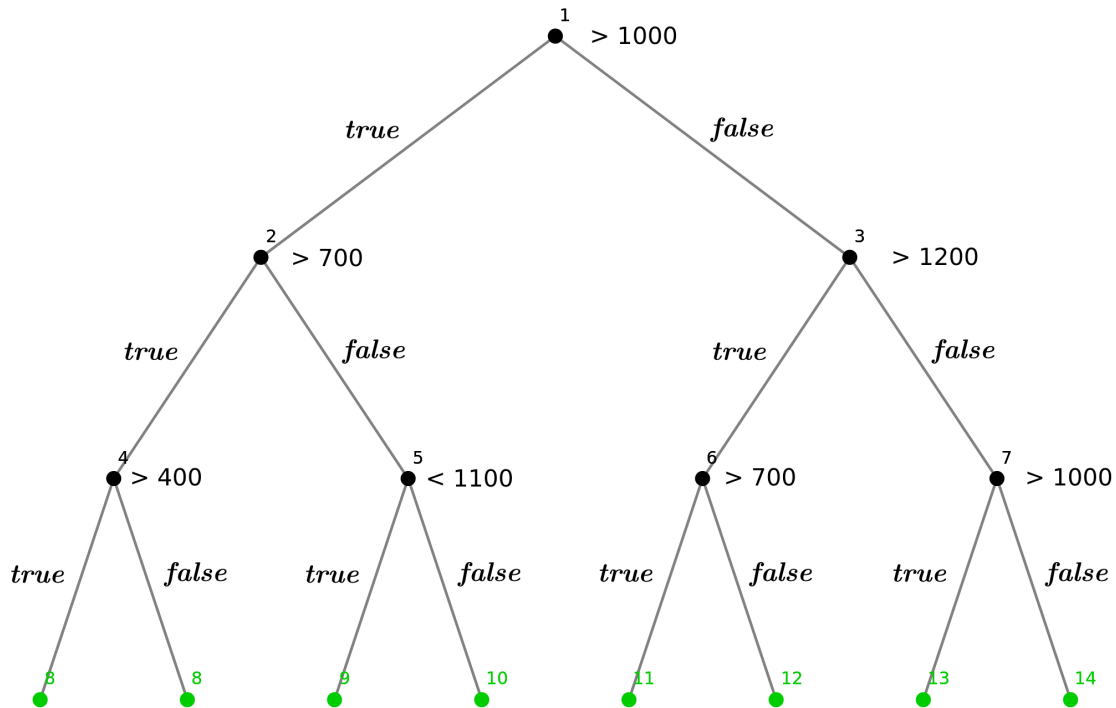 1
> 1000
true
false
2
> 700
3
> 1200
true
false
true
false
4
> 400
5
< 1100
6
> 700
7
> 1000
true
false
true
false
true
false
true
false
8
8
9
10
11
12
13
14